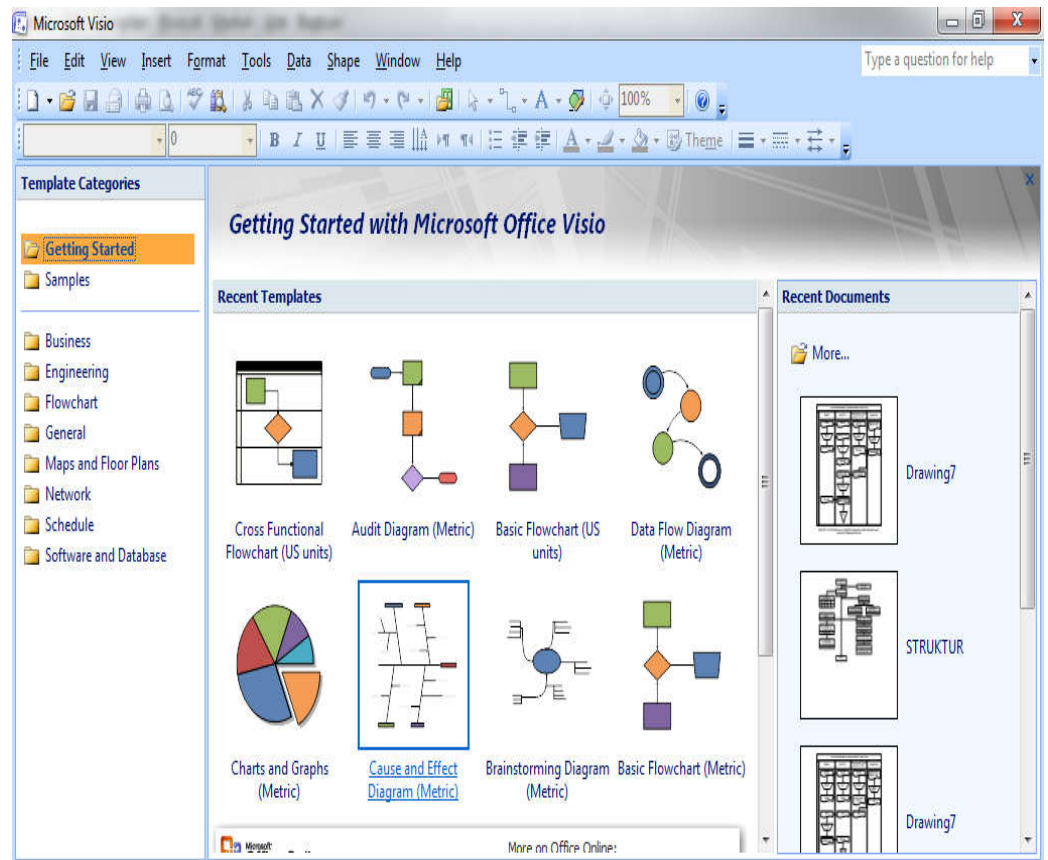 Microsoft Visio
File Edit View Insert Format Tools Data Shape Window Help
Type a question for help
100%
0
B I U
A
Theme
Template Categories
Getting Started
Samples
Business
Engineering
Flowchart
General
Maps and Floor Plans
Network
Schedule
Software and Database
Getting Started with Microsoft Office Visio
Recent Templates
Cross Functional
Flowchart (US units)
Audit Diagram (Metric)
Basic Flowchart (US
units)
Data Flow Diagram
(Metric)
Charts and Graphs
(Metric)
Cause and Effect
Diagram (Metric)
Brainstorming Diagram
(Metric)
Basic Flowchart (Metric)
Microsoft
More on Office Online:
Recent Documents
More...
Drawing7
STRUKTUR
Drawing7